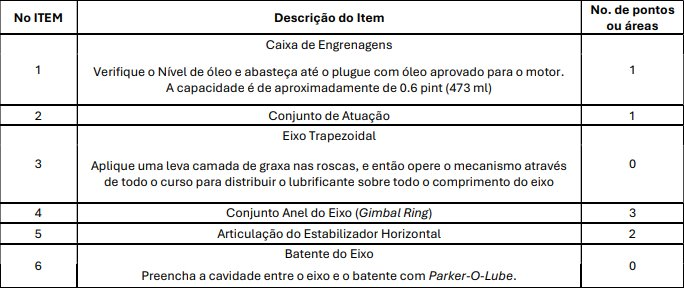 No ITEM Descrição do Item No. de pontos
ou áreas
Caixa de Engrenagens
1 Verifique o Nível de óleo e abasteça até o plugue com óleo aprovado para o motor. 1
A capacidade é de aproximadamente de 0.6 pint (473 ml)
2 Conjunto de Atuação 1
Eixo Trapezoidal
3 Aplique uma leva camada de graxa nas roscas, e então opere o mecanismo através 0
de todo o curso para distribuir o lubrificante sobre todo o comprimento do eixo
4 Conjunto Anel do Eixo (Gimbal Ring) 3
5 Articulação do Estabilizador Horizontal 2
Batente do Eixo
6 Preencha a cavidade entre o eixo e o batente com Parker-O-Lube. 0